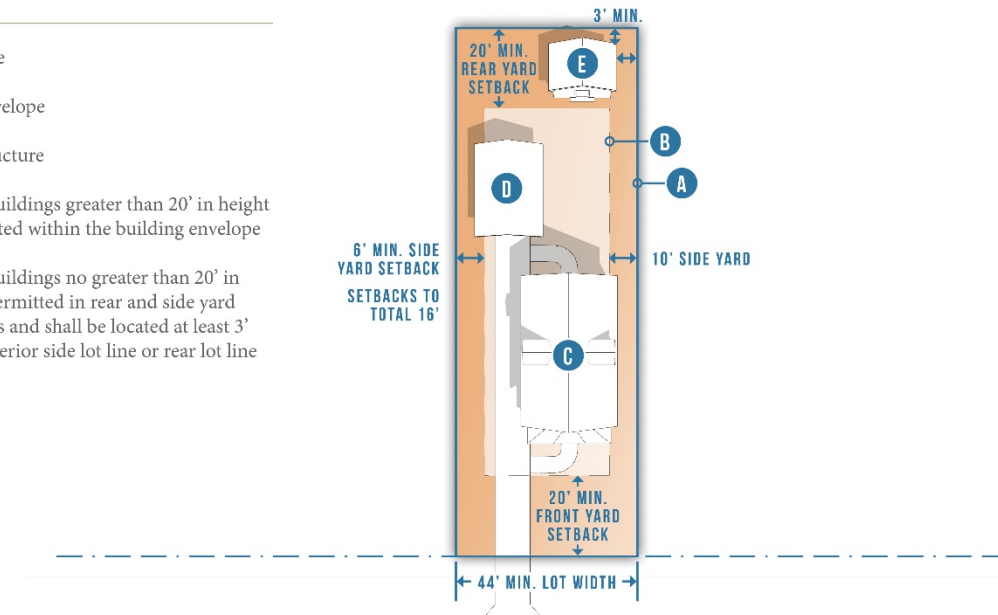 e
velope
ucture
uildings greater than 20’ in height
ted within the building envelope
uildings no greater than 20’ in
ermitted in rear and side yard
s and shall be located at least 3’
erior side lot line or rear lot line
3’ MIN.
20’ MIN.
REAR YARD
SETBACK
E
B
A
D
6’ MIN. SIDE
YARD SETBACK
10’ SIDE YARD
SETBACKS TO
TOTAL 16’
C
20’ MIN.
FRONT YARD
SETBACK
44’ MIN. LOT WIDTH